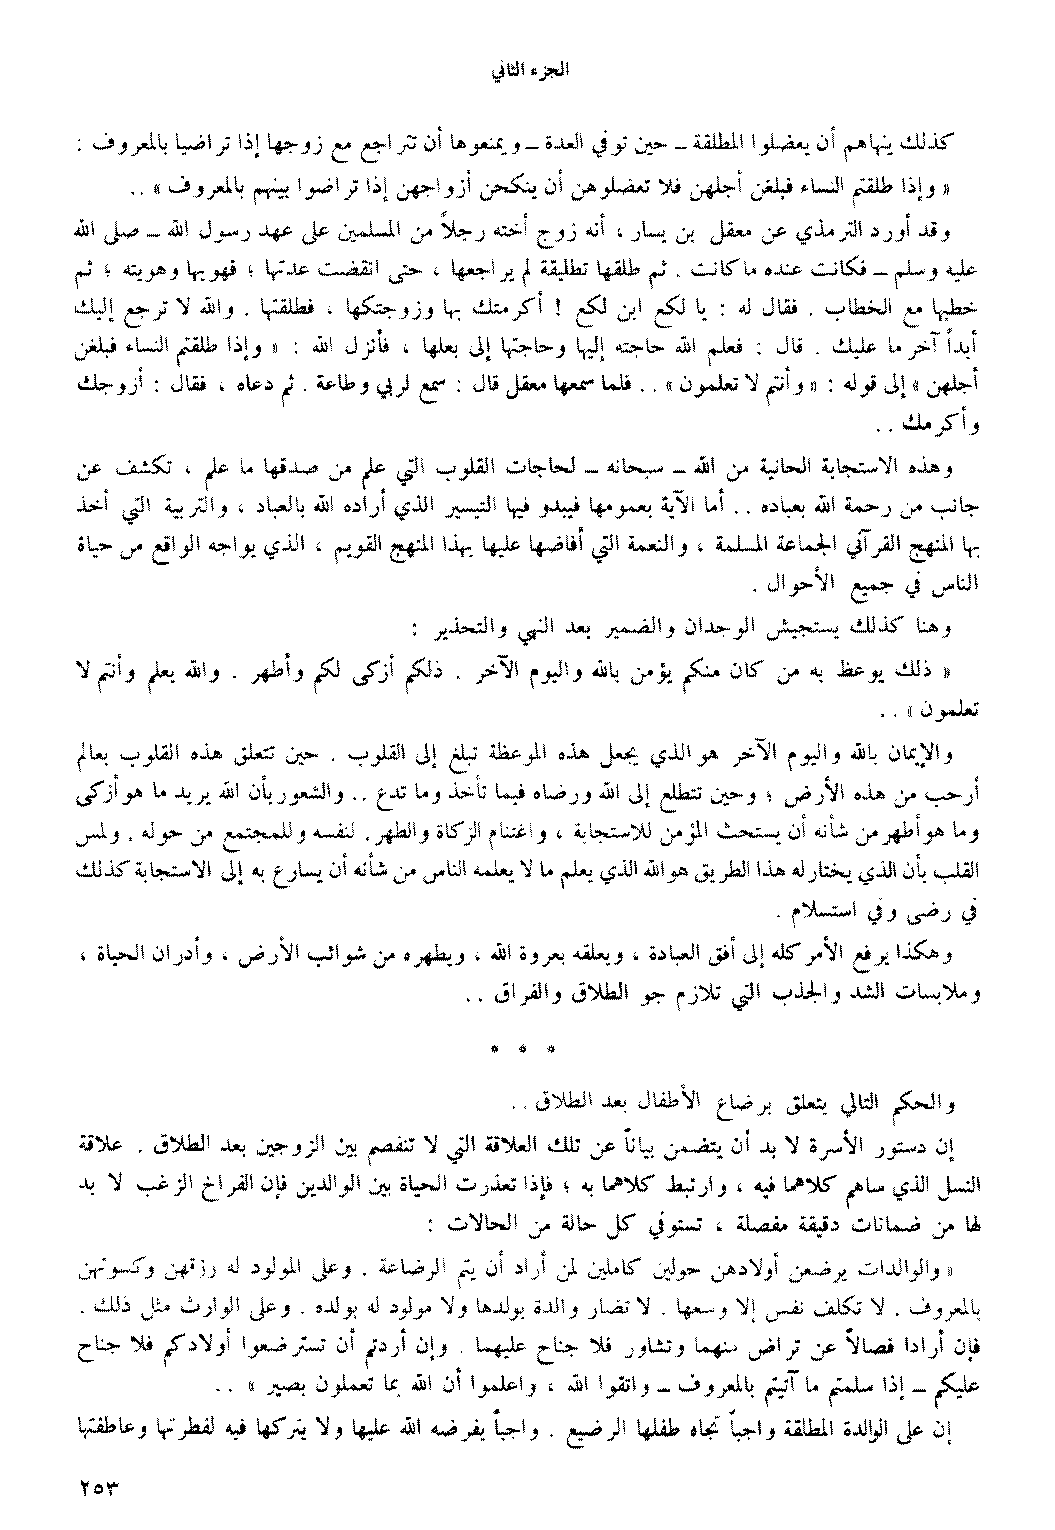 الجزء الثاني
كذلك ينهاهم أن يعضلوا المطلقة – حين توفي العدة – ويمنعوها أن تتراجع مع زوجها إذا تراضيا بالمعروف :
« وإذا طلقتم النساء فبلغن أجلهن فلا تعضلوهن أن ينكحن أزواجهن إذا تراضوا بينهم بالمعروف » ..
وقد أورد الترمذي عن معقل بن يسار ، أنه زوج أخته رجلاً من المسلمين على عهد رسول الله – صلى الله
عليه وسلم – فكانت عنده ما كانت . ثم طلقها تطليقة لم يراجعها ، حتى انقضت عدتها ؛ فهويها وهويته ؛ ثم
خطبها مع الخطاب . فقال له : يا لكع ابن لكع ! أكرمتك بها وزوجتكها ، فطلقتها . والله لا ترجع إليك
أبداً آخر ما عليك . قال : فعلم الله حاجته إليها وحاجتها إلى بعلها ، فأنزل الله : « وإذا طلقتم النساء فبلغن
أجلهن » إلى قوله : « وأنتم لا تعلمون » .. فلما سمعها معقل قال : سمع لربي وطاعة . ثم دعاه ، فقال : أزوجك
وأكرمك ..
وهذه الاستجابة الحانية من الله – سبحانه – لحاجات القلوب التي علم من صدقها ما علم ، تكشف عن
جانب من رحمة الله بعباده .. أما الآية بعمومها فيبدو فيها التيسير الذي أراده الله بالعباد ، والتربية التي أخذ
بها المنهج القرآني الجماعة المسلمة ، والنعمة التي أفاضها عليها بهذا المنهج القويم ، الذي يواجه الواقع من حياة
الناس في جميع الأحوال .
وهنا كذلك يستجيش الوجدان والضمير بعد النهي والتحذير :
« ذلك يوعظ به من كان منكم يؤمن بالله واليوم الآخر . ذلكم أزكى لكم وأطهر . والله يعلم وأنتم لا
تعلمون » ..
والإيمان بالله واليوم الآخر هو الذي يجعل هذه الموعظة تبلغ إلى القلوب . حين تتعلق هذه القلوب بعالم
أرحب من هذه الأرض ؛ وحين تتطلع إلى الله ورضاه فيما تأخذ وما تدع .. والشعور بأن الله يريد ما هو أزكى
وما هو أطهر من شأنه أن يستحث المؤمن للاستجابة ، واغتنام الزكاة والطهر . لنفسه وللمجتمع من حوله . ولمس
القلب بأن الذي يختار له هذا الطريق هو الله الذي يعلم ما لا يعلمه الناس من شأنه أن يسارع به إلى الاستجابة كذلك
في رضى وفي استسلام .
وهكذا يرفع الأمر كله إلى أفق العبادة ، ويعلقه بعروة الله ، ويطهره من شوائب الأرض ، وأدران الحياة ،
وملابسات الشد والجذب التي تلازم جو الطلاق والفراق ..
* * *
والحكم التالي يتعلق برضاع الأطفال بعد الطلاق ..
إن دستور الأسرة لا بد أن يتضمن بياناً عن تلك العلاقة التي لا تنفصم بين الزوجين بعد الطلاق . علاقة
النسل الذي ساهم كلاهما فيه ، وارتبط كلاهما به ؛ فإذا تعذرت الحياة بين الوالدين فإن الفراخ الزغب لا بد
لها من ضمانات دقيقة مفصلة ، تستوفي كل حالة من الحالات :
« والوالدات يرضعن أولادهن حولين كاملين لمن أراد أن يتم الرضاعة . وعلى المولود له رزقهن وكسوتهن
بالمعروف . لا تكلف نفس إلا وسعها . لا تضار والدة بولدها ولا مولود له بولده . وعلى الوارث مثل ذلك .
فإن أرادا فصالاً عن تراض منهما وتشاور فلا جناح عليهما . وإن أردتم أن تسترضعوا أولادكم فلا جناح
عليكم – إذا سلمتم ما آتيتم بالمعروف – واتقوا الله ، واعلموا أن الله بما تعملون بصير » ..
إن على الوالدة المطلقة واجباً تجاه طفلها الرضيع . واجباً يفرضه الله عليها ولا يتركها فيه لفطرتها وعاطفتها
٢٥٣